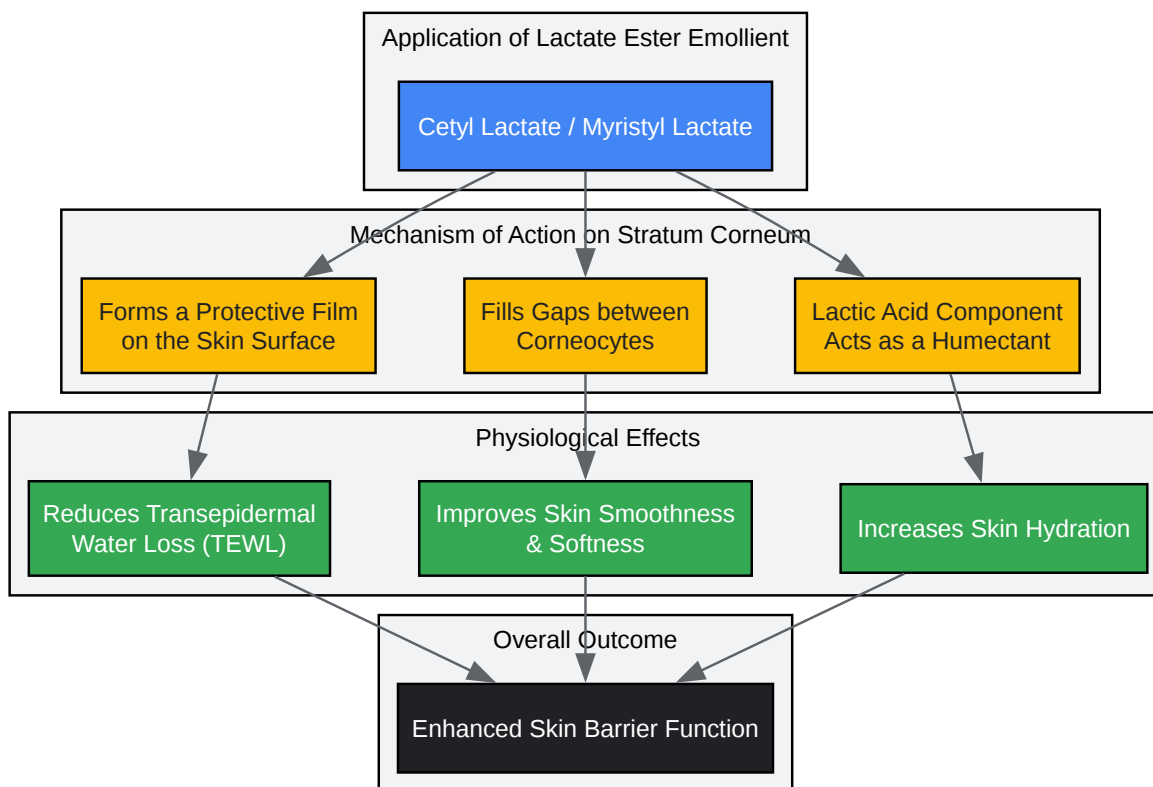 Application of Lactate Ester Emollient
Cetyl Lactate / Myristyl Lactate
Mechanism of Action on Stratum Corneum
Forms a Protective Film
on the Skin Surface
Fills Gaps between
Corneocytes
Lactic Acid Component
Acts as a Humectant
Physiological Effects
Reduces Transepidermal
Water Loss (TEWL)
Improves Skin Smoothness
& Softness
Increases Skin Hydration
Overall Outcome
Enhanced Skin Barrier Function